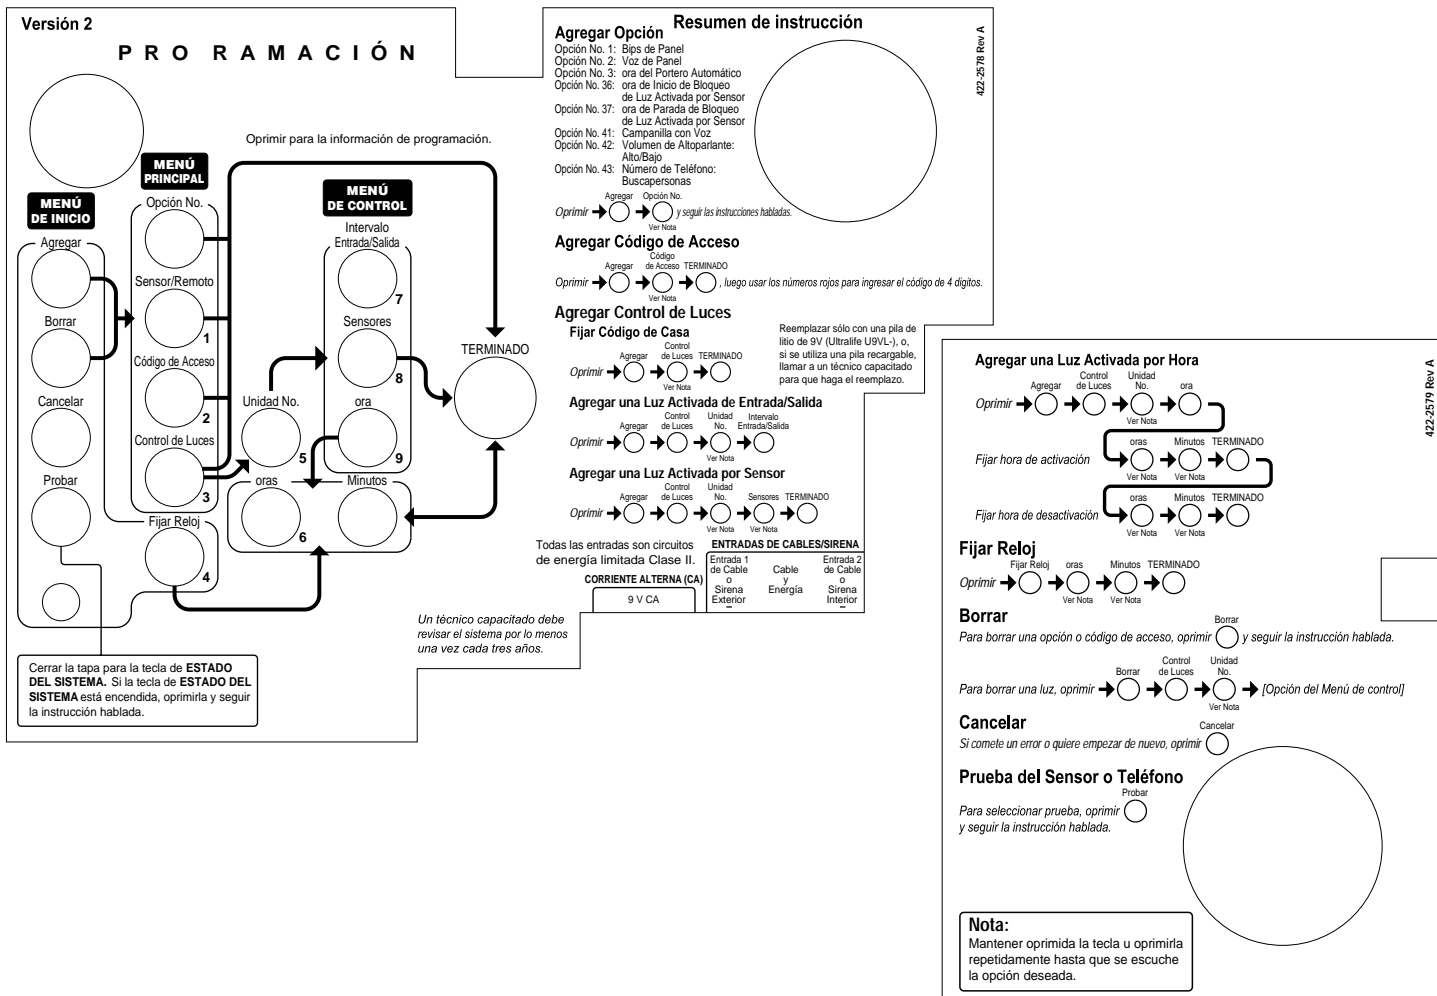 Versión 2
PRO RAMACIÓN
Oprimir para la información de programación.
MENÚ
PRINCIPAL
MENÚ
DE INICIO
MENÚ
DE CONTROL
Agregar
Borrar
Cancelar
Probar
Opción No.
Sensor/Remoto
1
Código de Acceso
2
Control de Luces
3
Fijar Reloj
4
Unidad No.
5
oras
6
Minutos
Intervalo
Entrada/Salida
7
Sensores
8
ora
9
TERMINADO
Cerrar la tapa para la tecla de ESTADO
DEL SISTEMA. Si la tecla de ESTADO DEL
SISTEMA está encendida, oprimirla y seguir
la instrucción hablada.
Un técnico capacitado debe
revisar el sistema por lo menos
una vez cada tres años.
Resumen de instrucción
422-2578 Rev A
Agregar Opción
Opción No. 1: Bips de Panel
Opción No. 2: Voz de Panel
Opción No. 3: ora del Portero Automático
Opción No. 36: ora de Inicio de Bloqueo
de Luz Activada por Sensor
Opción No. 37: ora de Parada de Bloqueo
de Luz Activada por Sensor
Opción No. 41: Campanilla con Voz
Opción No. 42: Volumen de Altoparlante:
Alto/Bajo
Opción No. 43: Número de Teléfono:
Buscapersonas
Agregar Opción No.
Oprimir y seguir las instrucciones habladas.
Ver Nota
Agregar Código de Acceso
Código
Agregar de Acceso TERMINADO
Oprimir , luego usar los números rojos para ingresar el código de 4 dígitos.
Ver Nota
Agregar Control de Luces
Fijar Código de Casa
Control
Agregar de Luces TERMINADO
Oprimir
Ver Nota
Reemplazar sólo con una pila de
litio de 9V (Ultralife U9VL-), o,
si se utiliza una pila recargable,
llamar a un técnico capacitado
para que haga el reemplazo.
Agregar una Luz Activada de Entrada/Salida
Control Unidad Intervalo
Agregar de Luces No. Entrada/Salida
Oprimir
Ver Nota
Agregar una Luz Activada por Sensor
Control Unidad
Agregar de Luces No. Sensores TERMINADO
Oprimir
Ver Nota Ver Nota
Todas las entradas son circuitos
de energía limitada Clase II.
CORRIENTE ALTERNA (CA)
9 V CA
ENTRADAS DE CABLES/SIRENA
Entrada 1
de Cable
o
Sirena
Exterior
–
Cable
y
Energía
Entrada 2
de Cable
o
Sirena
Interior
–
Agregar una Luz Activada por Hora
422-2579 Rev A
Control Unidad
Agregar de Luces No. ora
Oprimir
Ver Nota
oras Minutos TERMINADO
Fijar hora de activación
Ver Nota Ver Nota
oras Minutos TERMINADO
Fijar hora de desactivación
Ver Nota Ver Nota
Fijar Reloj
Fijar Reloj oras Minutos TERMINADO
Oprimir
Ver Nota Ver Nota
Borrar
Borrar
Para borrar una opción o código de acceso, oprimir y seguir la instrucción hablada.
Control Unidad
Borrar de Luces No.
Para borrar una luz, oprimir [Opción del Menú de control]
Ver Nota
Cancelar
Cancelar
Si comete un error o quiere empezar de nuevo, oprimir
Prueba del Sensor o Teléfono
Probar
Para seleccionar prueba, oprimir
y seguir la instrucción hablada.
Nota:
Mantener oprimida la tecla u oprimirla
repetidamente hasta que se escuche
la opción deseada.